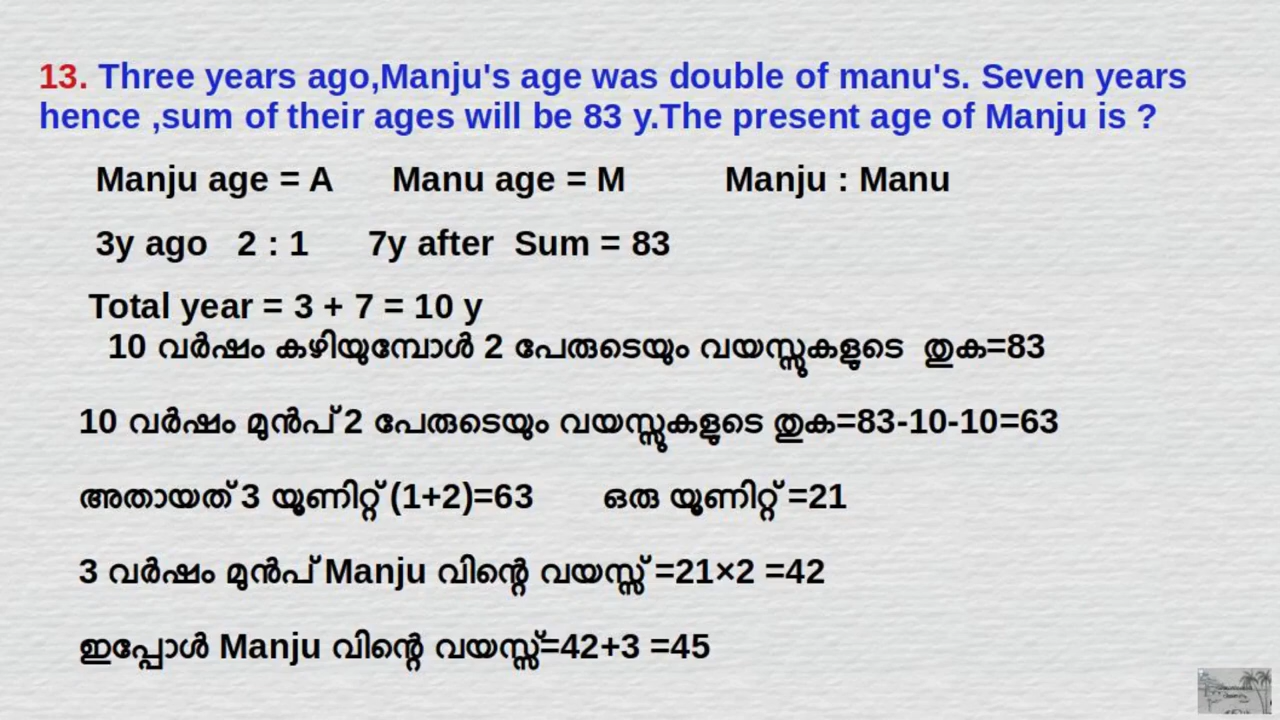 13. Three years ago,Manju's age was double of manu's. Seven years
hence ,sum of their ages will be 83 y.The present age of Manju is ?
Manju age = A Manu age = M Manju : Manu
3y ago 2 : 1 7y after Sum = 83
Total year = 3 + 7 = 10 y
10 വർഷം കഴിയുമ്പോൾ 2 പേരുടെയും വയസ്സുകളുടെ തുക=83
10 വർഷം മുൻപ് 2 പേരുടെയും വയസ്സുകളുടെ തുക=83-10-10=63
അതായത് 3 യൂണിറ്റ് (1+2)=63 ഒരു യൂണിറ്റ് =21
3 വർഷം മുൻപ് Manju വിന്റെ വയസ്സ് =21×2 =42
ഇപ്പോൾ Manju വിന്റെ വയസ്സ്=42+3 =45